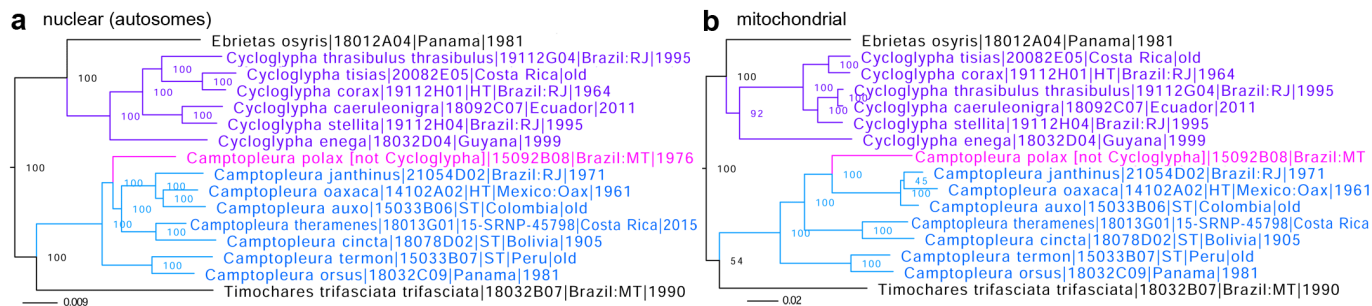 a nuclear (autosomes)
Ebrietas osyris|18012A04|Panama|1981
Cycloglypha thrasibulus thrasibulus|19112G04|Brazil:RJ|1995
100
100
Cycloglypha tisias|20082E05|Costa Rica|old
100
100
Cycloglypha corax|19112H01|HT|Brazil:RJ|1964
100
Cycloglypha caeruleonigra|18092C07|Ecuador|2011
100
100
Cycloglypha stellita|19112H04|Brazil:RJ|1995
Cycloglypha enega|18032D04|Guyana|1999
Camptopleura polax [not Cycloglypha]|15092B08|Brazil:MT|1976
100
Camptopleura janthinus|21054D02|Brazil:RJ|1971
100
Camptopleura oaxaca|14102A02|HT|Mexico:Oax|1961
100
Camptopleura auxo|15033B06|ST|Colombia|old
100
100
Camptopleura theramenes|18013G01|15-SRNP-45798|Costa Rica|2015
100
Camptopleura cincta|18078D02|ST|Bolivia|1905
Camptopleura termon|15033B07|ST|Peru|old
100
100
Camptopleura orsus|18032C09|Panama|1981
Timochares trifasciata trifasciata|18032B07|Brazil:MT|1990
0.009
b mitochondrial
Ebrietas osyris|18012A04|Panama|1981
Cycloglypha tisias|20082E05|Costa Rica|old
100
100
Cycloglypha corax|19112H01|HT|Brazil:RJ|1964
100
Cycloglypha thrasibulus thrasibulus|19112G04|Brazil:RJ|1995
100
Cycloglypha caeruleonigra|18092C07|Ecuador|2011
92
100
100
Cycloglypha stellita|19112H04|Brazil:RJ|1995
Cycloglypha enega|18032D04|Guyana|1999
Camptopleura polax [not Cycloglypha]|15092B08|Brazil:MT
100
100
Camptopleura janthinus|21054D02|Brazil:RJ|1971
45
Camptopleura oaxaca|14102A02|HT|Mexico:Oax|1961
100
Camptopleura auxo|15033B06|ST|Colombia|old
Camptopleura theramenes|18013G01|15-SRNP-45798|Costa Rica
100
100
Camptopleura cincta|18078D02|ST|Bolivia|1905
Camptopleura termon|15033B07|ST|Peru|old
54
100
Camptopleura orsus|18032C09|Panama|1981
Timochares trifasciata trifasciata|18032B07|Brazil:MT|1990
0.02